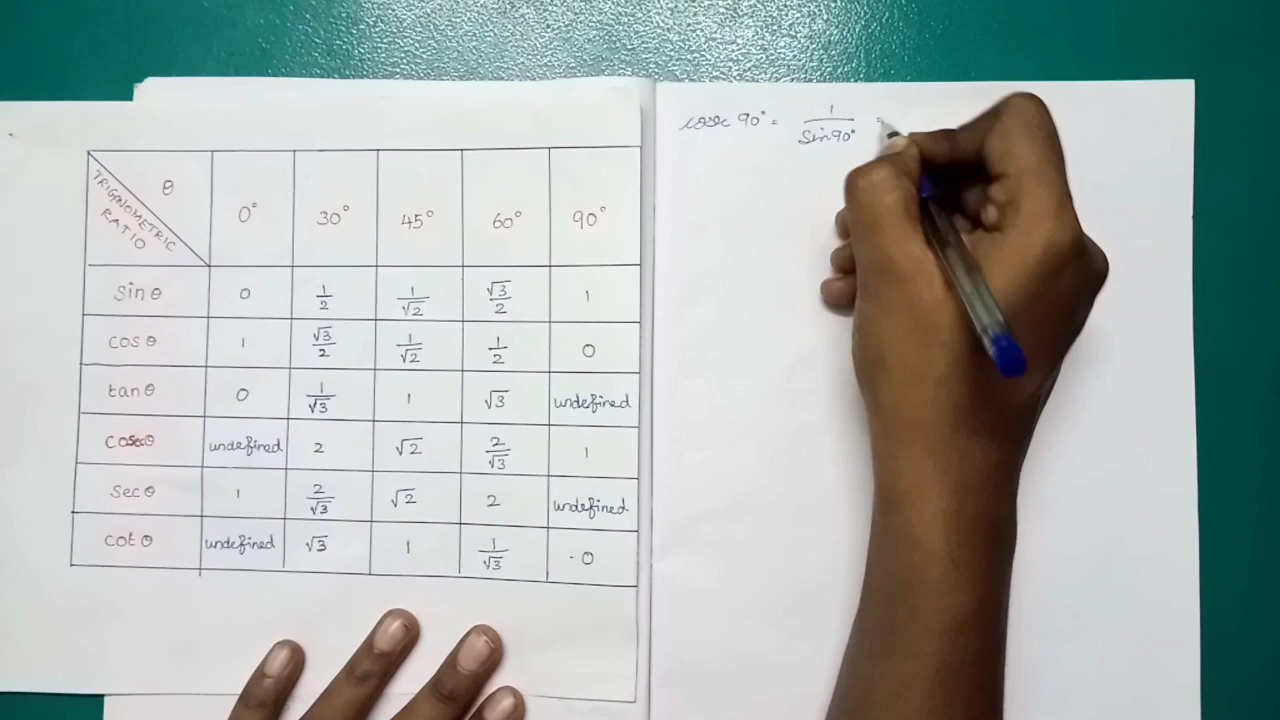 θ
TRIGONOMETRIC RATIO
0° 30° 45° 60° 90°
sin θ 0 1/2 1/√2 √3/2 1
cos θ 1 √3/2 1/√2 1/2 0
tan θ 0 1/√3 1 √3 undefined
cosec θ undefined 2 √2 2/√3 1
sec θ 1 2/√3 √2 2 undefined
cot θ undefined √3 1 1/√3 0
cosec 90° = 1/sin 90° =